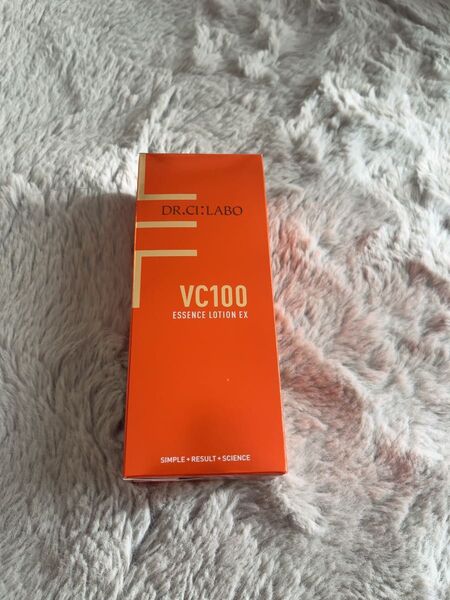 DR.CI:LABO
VC100
ESSENCE LOTION EX
SIMPLE + RESULT + SCIENCE